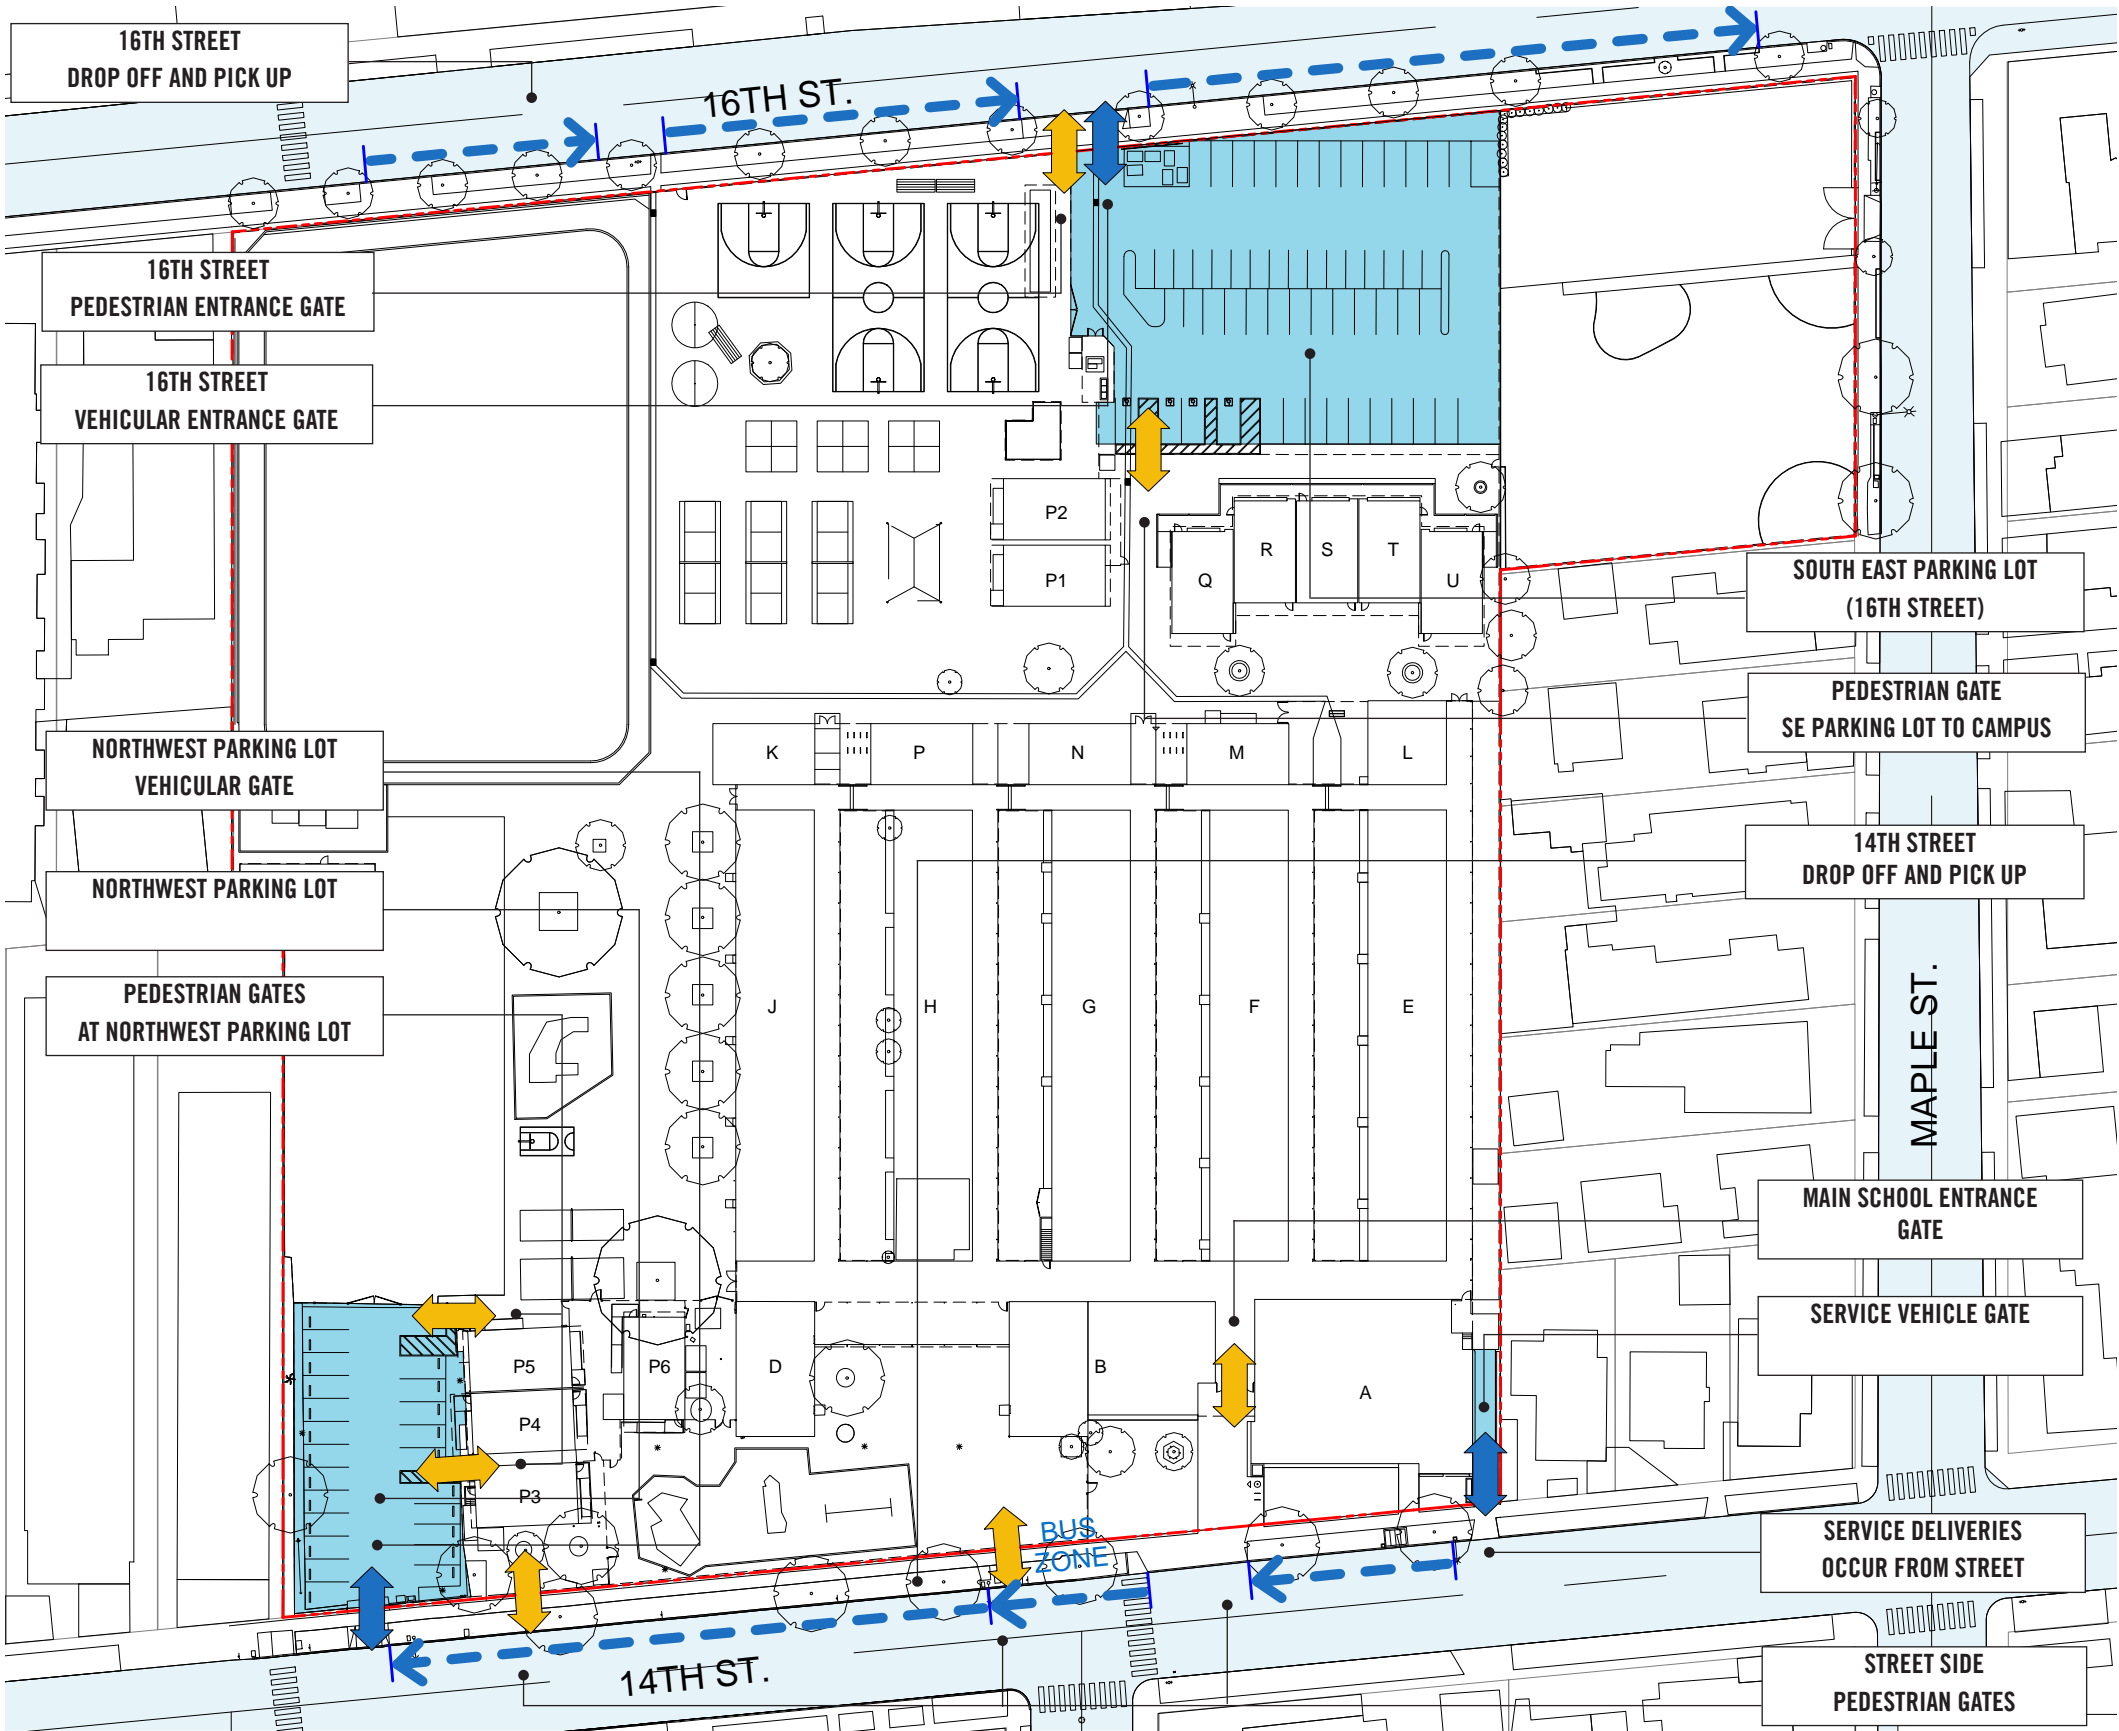 16TH STREET
DROP OFF AND PICK UP
16TH ST.
16TH STREET
PEDESTRIAN ENTRANCE GATE
16TH STREET
VEHICULAR ENTRANCE GATE
P2
P1
Q
R
S
T
U
SOUTH EAST PARKING LOT
(16TH STREET)
PEDESTRIAN GATE
SE PARKING LOT TO CAMPUS
K
P
N
M
L
NORTHWEST PARKING LOT
VEHICULAR GATE
14TH STREET
DROP OFF AND PICK UP
NORTHWEST PARKING LOT
PEDESTRIAN GATES
AT NORTHWEST PARKING LOT
J
H
G
F
E
MAPLE ST.
MAIN SCHOOL ENTRANCE
GATE
SERVICE VEHICLE GATE
P5
P6
D
B
A
P4
P3
BUS
ZONE
SERVICE DELIVERIES
OCCUR FROM STREET
14TH ST.
STREET SIDE
PEDESTRIAN GATES